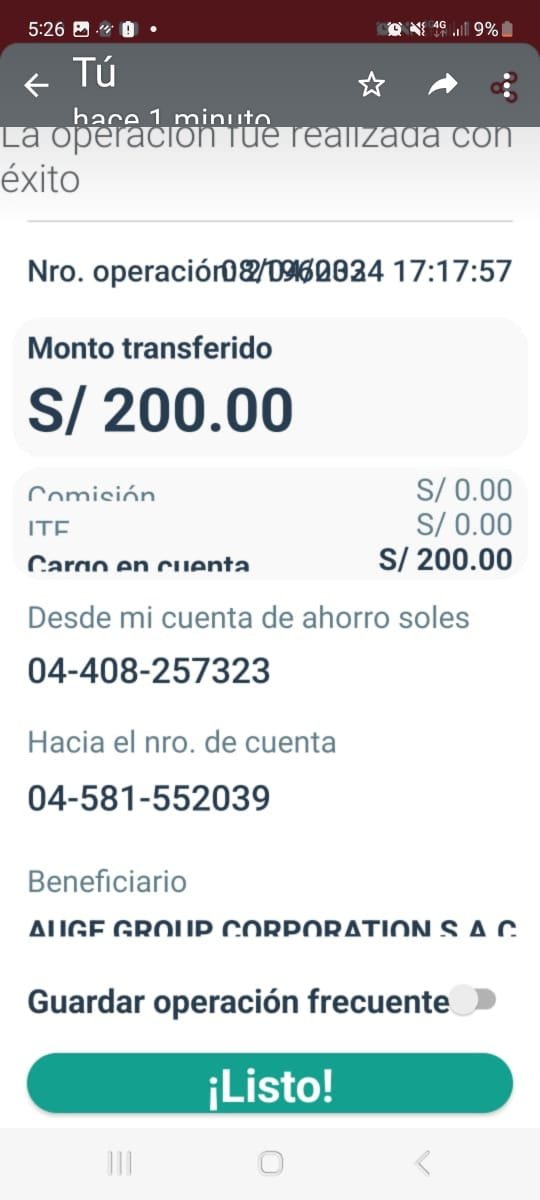 5:26 4G 9%
Tú
hace 1 minuto
La operación fue realizada con
éxito
Nro. operación: 17:17:57
Monto transferido
S/ 200.00
Comisión S/ 0.00
ITF S/ 0.00
Cargo en cuenta S/ 200.00
Desde mi cuenta de ahorro soles
04-408-257323
Hacia el nro. de cuenta
04-581-552039
Beneficiario
AUGE GROUP CORPORATION S.A.C
Guardar operación frecuente
¡Listo!